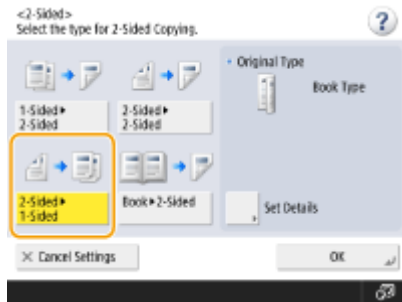 <2-Sided>
Select the type for 2-Sided Copying.
?
1-Sided▶
2-Sided
2-Sided▶
2-Sided
• Original Type
Book Type
2-Sided▶
1-Sided
Book▶2-Sided
Set Details
× Cancel Settings
OK